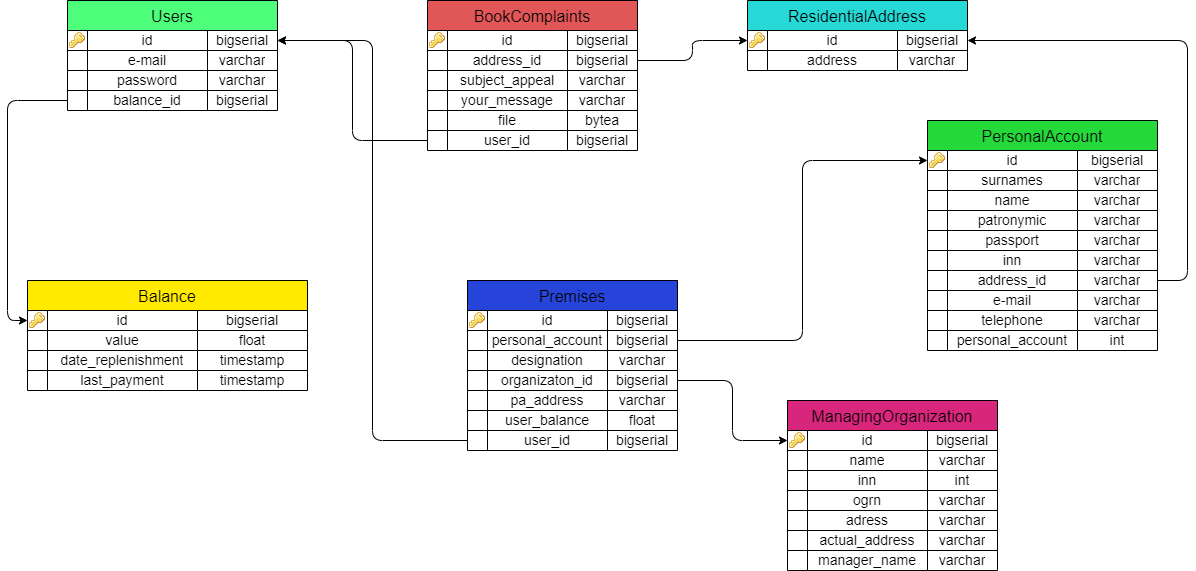 Users
id bigserial
e-mail varchar
password varchar
balance_id bigserial
BookComplaints
id bigserial
address_id bigserial
subject_appeal varchar
your_message varchar
file bytea
user_id bigserial
ResidentialAddress
id bigserial
address varchar
PersonalAccount
id bigserial
surnames varchar
name varchar
patronymic varchar
passport varchar
inn varchar
address_id varchar
e-mail varchar
telephone varchar
personal_account int
Balance
id bigserial
value float
date_replenishment timestamp
last_payment timestamp
Premises
id bigserial
personal_account bigserial
designation varchar
organizaton_id bigserial
pa_address varchar
user_balance float
user_id bigserial
ManagingOrganization
id bigserial
name varchar
inn int
ogrn varchar
adress varchar
actual_address varchar
manager_name varchar